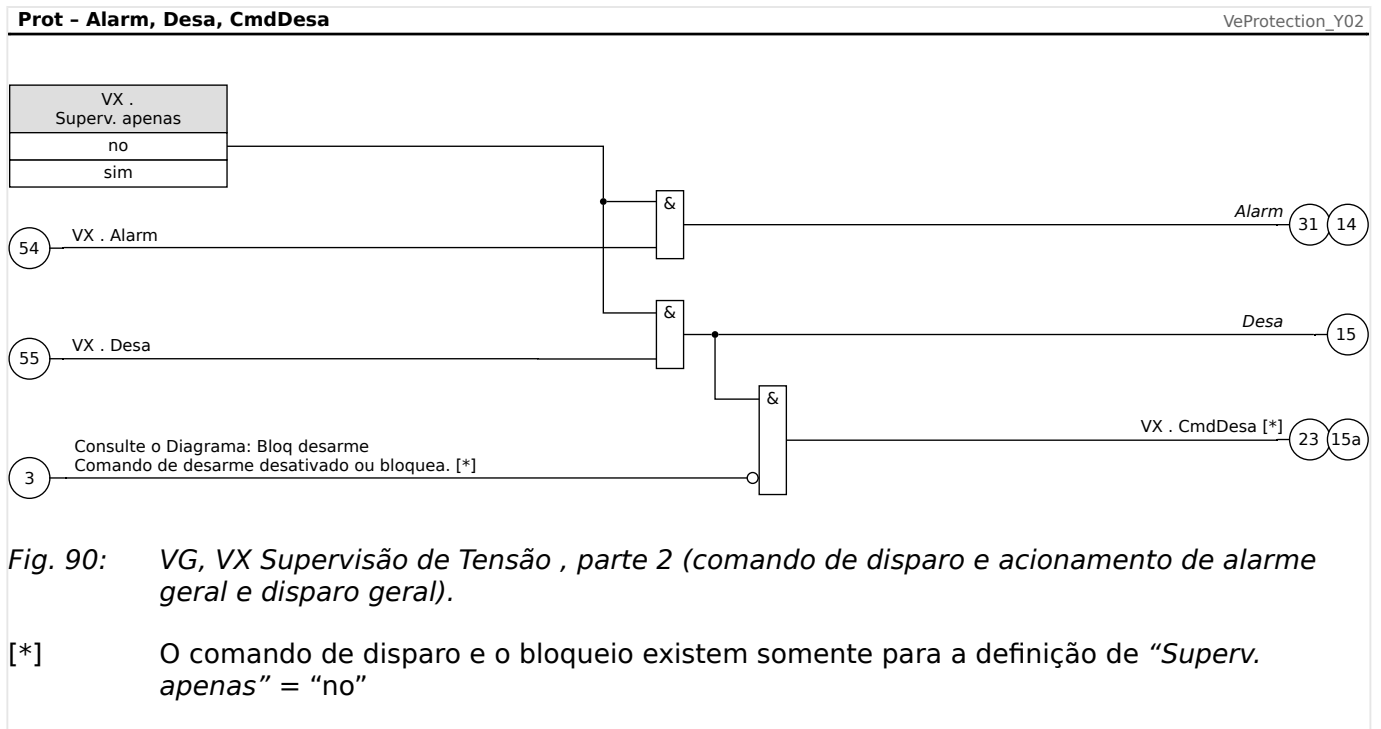 Prot – Alarm, Desa, CmdDesa
VeProtection_Y02
VX .
Superv. apenas
no
sim
&
Alarm
31
14
54
VX . Alarm
&
Desa
15
55
VX . Desa
&
VX . CmdDesa [*]
23
15a
Consulte o Diagrama: Bloq desarme
Comando de desarme desativado ou bloquea. [*]
3
Fig. 90: VG, VX Supervisão de Tensão , parte 2 (comando de disparo e acionamento de alarme
geral e disparo geral).
[*] O comando de disparo e o bloqueio existem somente para a definição de “Superv.
apenas” = “no”